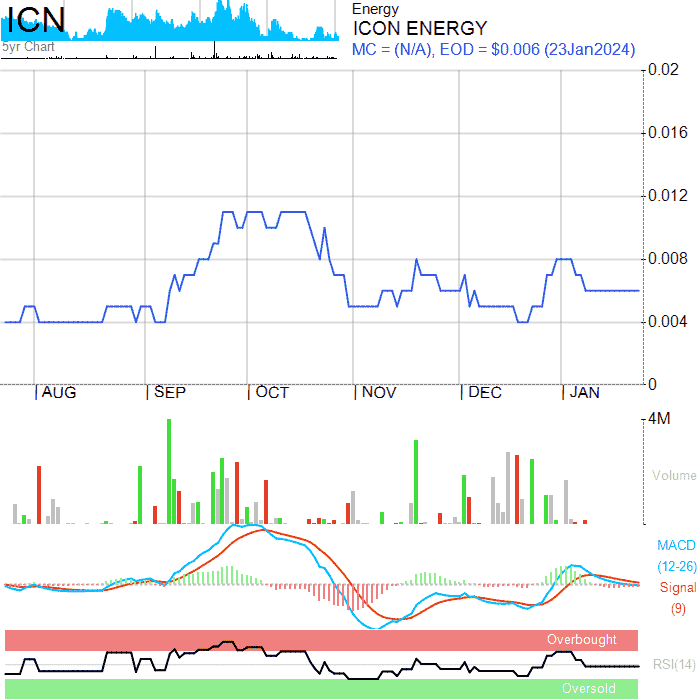 ICN
5yr Chart
Energy
ICON ENERGY
MC = (N/A), EOD = $0.006 (23Jan2024)
0.02
0.016
0.012
0.008
0.004
0
AUG SEP OCT NOV DEC JAN
4M
Volume
MACD
(12-26)
Signal
(9)
Overbought
RSI(14)
Oversold